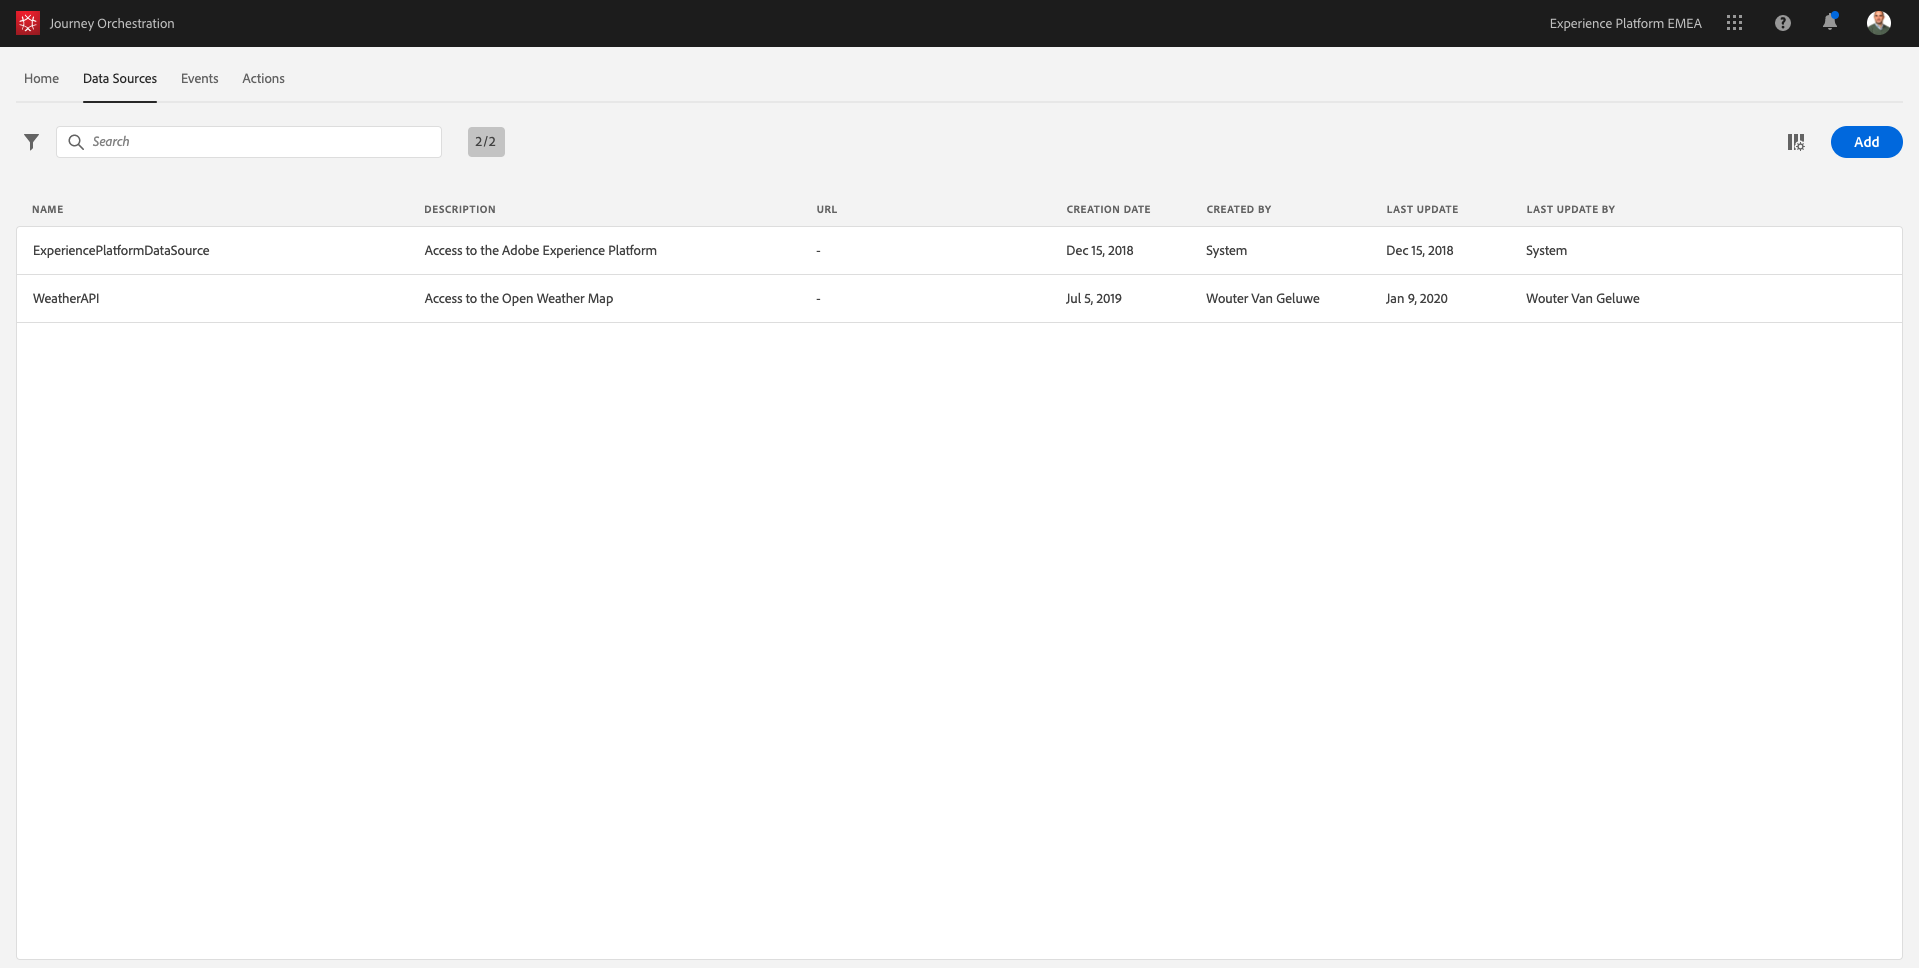 Journey Orchestration
Experience Platform EMEA
Home Data Sources Events Actions
Search 2/2 Add
NAME DESCRIPTION URL CREATION DATE CREATED BY LAST UPDATE LAST UPDATE BY
ExperiencePlatformDataSource Access to the Adobe Experience Platform - Dec 15, 2018 System Dec 15, 2018 System
WeatherAPI Access to the Open Weather Map - Jul 5, 2019 Wouter Van Geluwe Jan 9, 2020 Wouter Van Geluwe